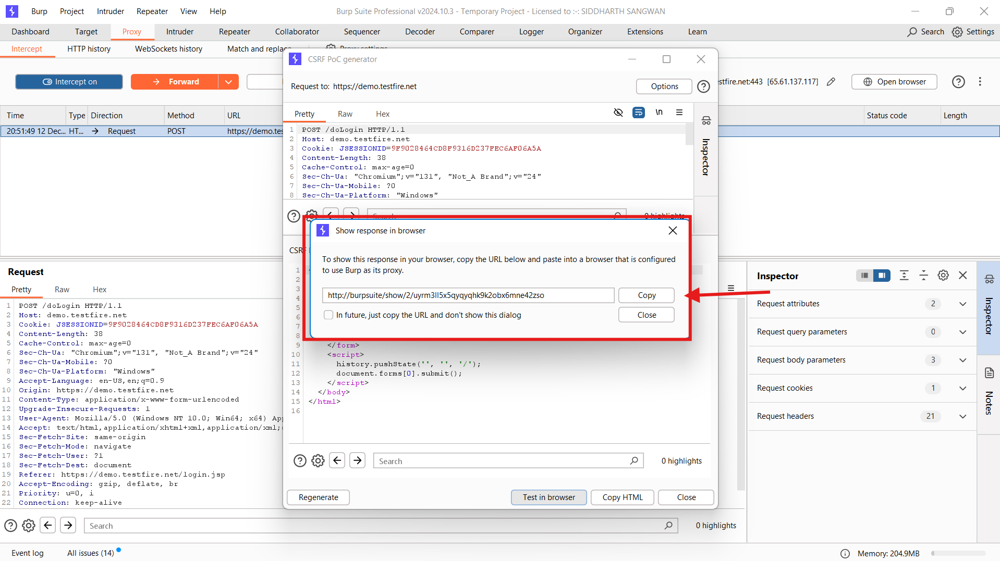 Burp Project Intruder Repeater View Help
Burp Suite Professional v2024.10.3 - Temporary Project - Licensed to :-: SIDDHARTH SANGWAN
Dashboard Target Proxy Intruder Repeater Collaborator Sequencer Decoder Comparer Logger Organizer Extensions Learn
Search Settings
Intercept HTTP history WebSockets history Match and replace Proxy settings
Intercept on Forward
stfire.net:443 [65.61.137.117] Open browser
Time Type Direction Method URL Status code Length
20:51:49 12 Dec... HT... Request POST https://demo.tes
CSRF PoC generator
Request to: https://demo.testfire.net
Options
Pretty Raw Hex
\n
1 POST /doLogin HTTP/1.1
2 Host: demo.testfire.net
3 Cookie: JSESSIONID=9F9028464CD8F9316D237FEC6AF06A5A
4 Content-Length: 38
5 Cache-Control: max-age=0
6 Sec-Ch-Ua: "Chromium";v="131", "Not_A Brand";v="24"
7 Sec-Ch-Ua-Mobile: ?0
8 Sec-Ch-Ua-Platform: "Windows"
Inspector
Search
0 highlights
CSRF
Show response in browser
To show this response in your browser, copy the URL below and paste into a browser that is configured
to use Burp as its proxy.
http://burpsuite/show/2/uyrm3ll5x5qyqyqhk9k2obx6mne42zso
Copy
In future, just copy the URL and don't show this dialog
Close
1
2
3
4
5
6
7
8
9 </form>
10 <script>
11 history.pushState('', '', '/');
12 document.forms[0].submit();
13 </script>
14 </body>
15 </html>
16
Search
0 highlights
Regenerate Test in browser Copy HTML Close
Request
Pretty Raw Hex
1 POST /doLogin HTTP/1.1
2 Host: demo.testfire.net
3 Cookie: JSESSIONID=9F9028464CD8F9316D237FEC6AF06A5A
4 Content-Length: 38
5 Cache-Control: max-age=0
6 Sec-Ch-Ua: "Chromium";v="131", "Not_A Brand";v="24"
7 Sec-Ch-Ua-Mobile: ?0
8 Sec-Ch-Ua-Platform: "Windows"
9 Accept-Language: en-US,en;q=0.9
10 Origin: https://demo.testfire.net
11 Content-Type: application/x-www-form-urlencoded
12 Upgrade-Insecure-Requests: 1
13 User-Agent: Mozilla/5.0 (Windows NT 10.0; Win64; x64) Ap
14 Accept: text/html,application/xhtml+xml,application/xml;
15 Sec-Fetch-Site: same-origin
16 Sec-Fetch-Mode: navigate
17 Sec-Fetch-User: ?1
18 Sec-Fetch-Dest: document
19 Referer: https://demo.testfire.net/login.jsp
20 Accept-Encoding: gzip, deflate, br
21 Priority: u=0, i
22 Connection: keep-alive
Search
0 highlights
Inspector
Request attributes 2
Request query parameters 0
Request body parameters 3
Request cookies 1
Request headers 21
Inspector
Notes
Event log All issues (14)
Memory: 204.9MB